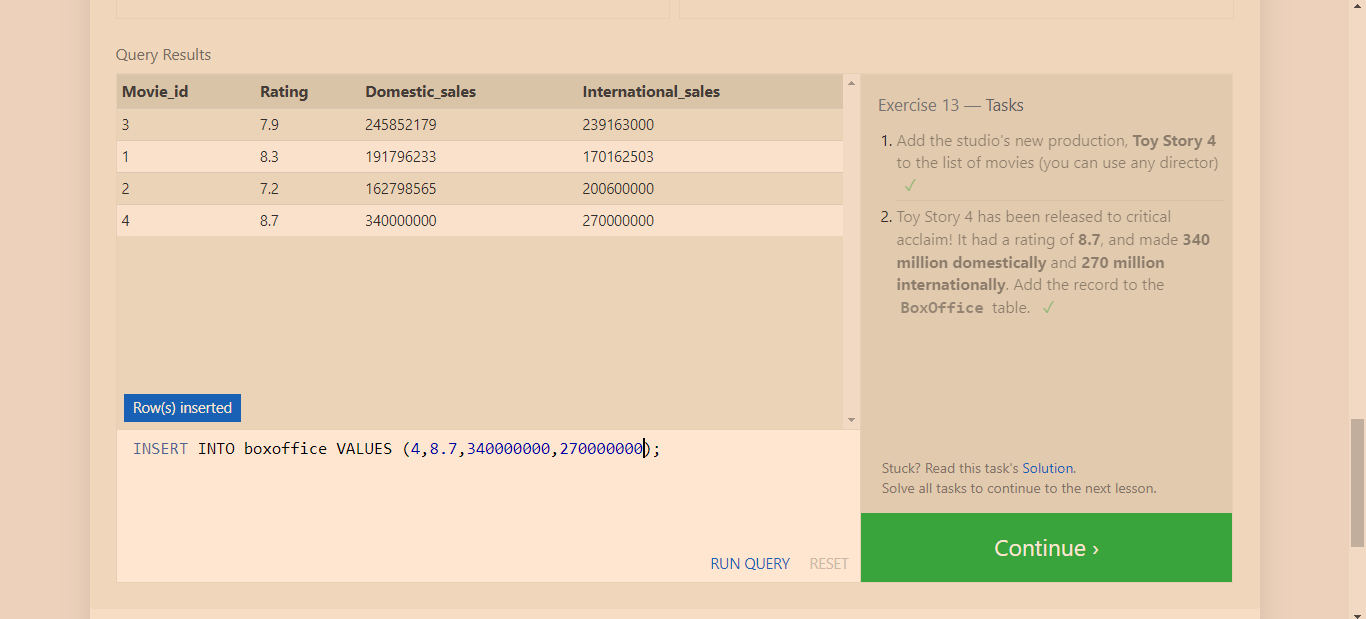 Query Results
Movie_id Rating Domestic_sales International_sales
3 7.9 245852179 239163000
1 8.3 191796233 170162503
2 7.2 162798565 200600000
4 8.7 340000000 270000000
Row(s) inserted
INSERT INTO boxoffice VALUES (4,8.7,340000000,270000000);
RUN QUERY RESET
Exercise 13 — Tasks
1. Add the studio's new production, Toy Story 4
to the list of movies (you can use any director)
✓
2. Toy Story 4 has been released to critical
acclaim! It had a rating of 8.7, and made 340
million domestically and 270 million
internationally. Add the record to the
BoxOffice table. ✓
Stuck? Read this task's Solution.
Solve all tasks to continue to the next lesson.
Continue ›